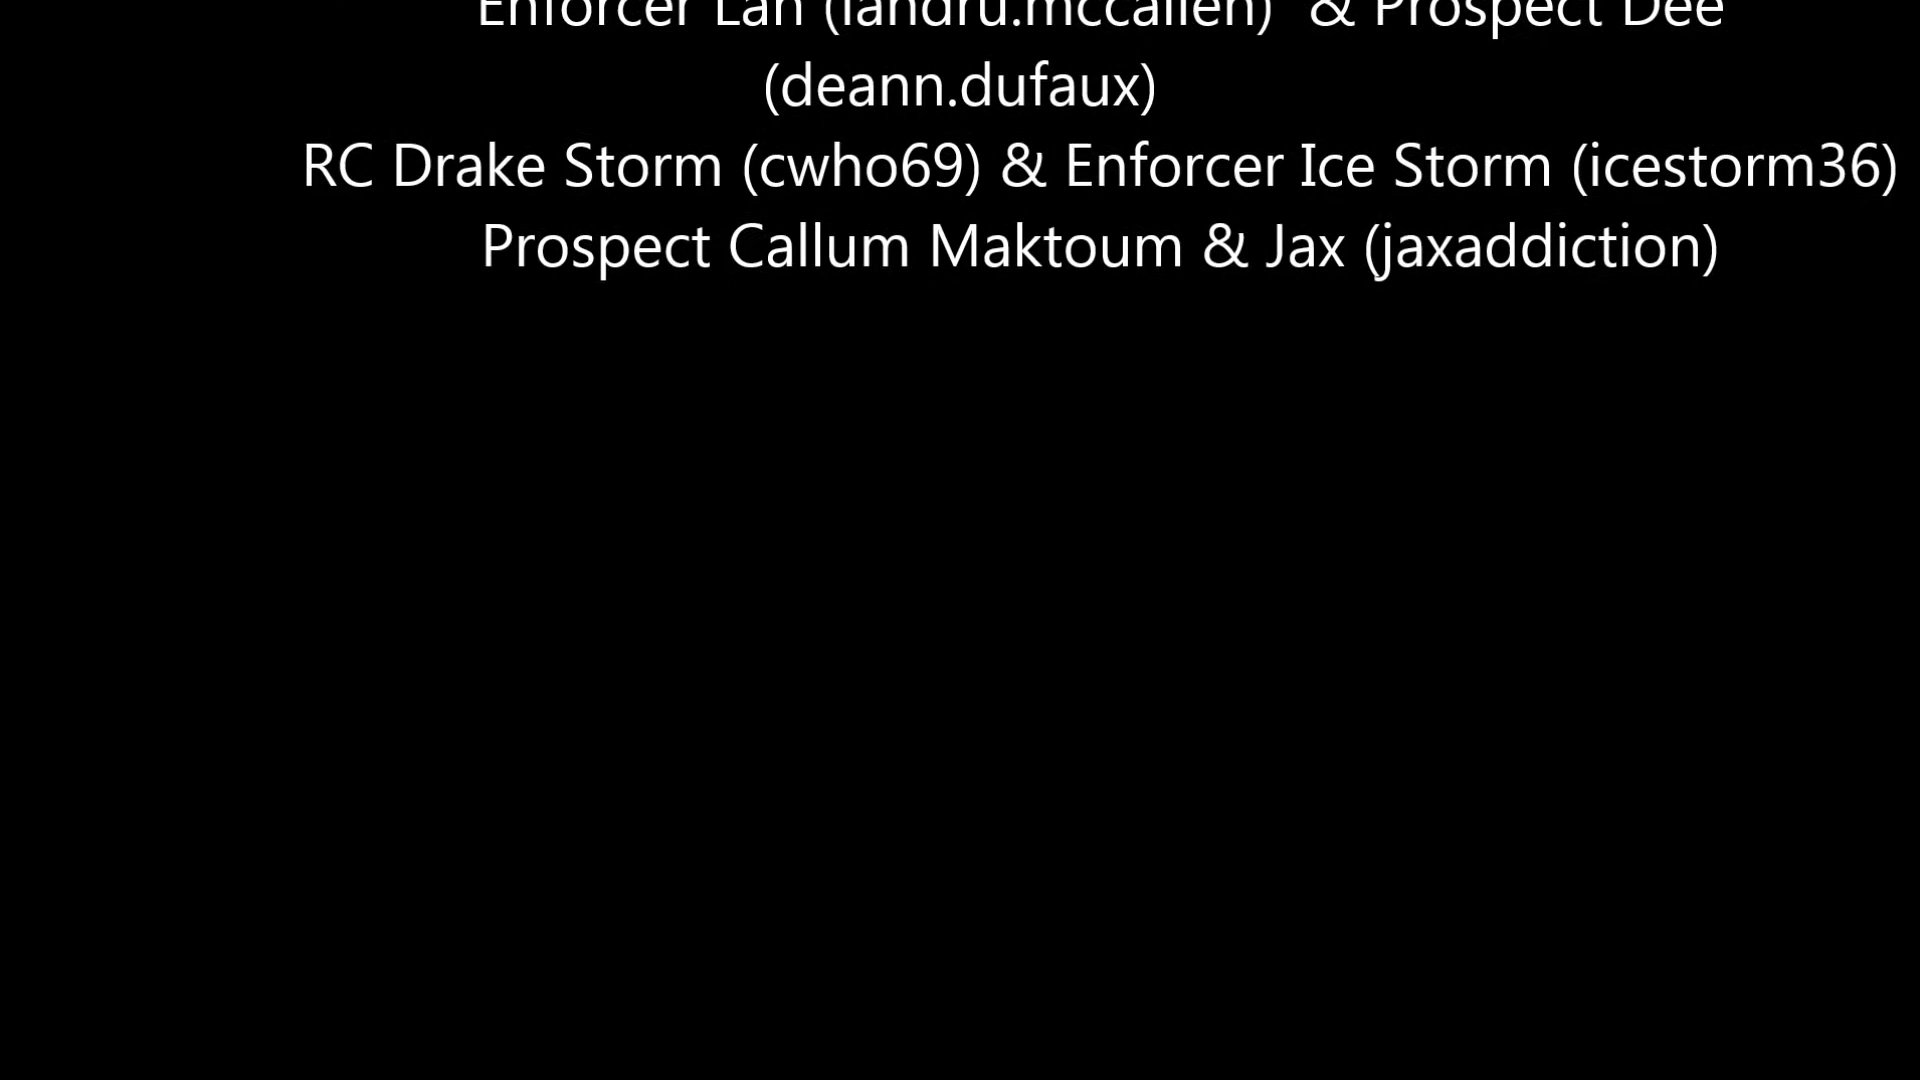 Enforcer Lan (landru.mccallen)  & Prospect Dee
(deann.dufaux)
RC Drake Storm (cwho69) & Enforcer Ice Storm (icestorm36)
Prospect Callum Maktoum & Jax (jaxaddiction)